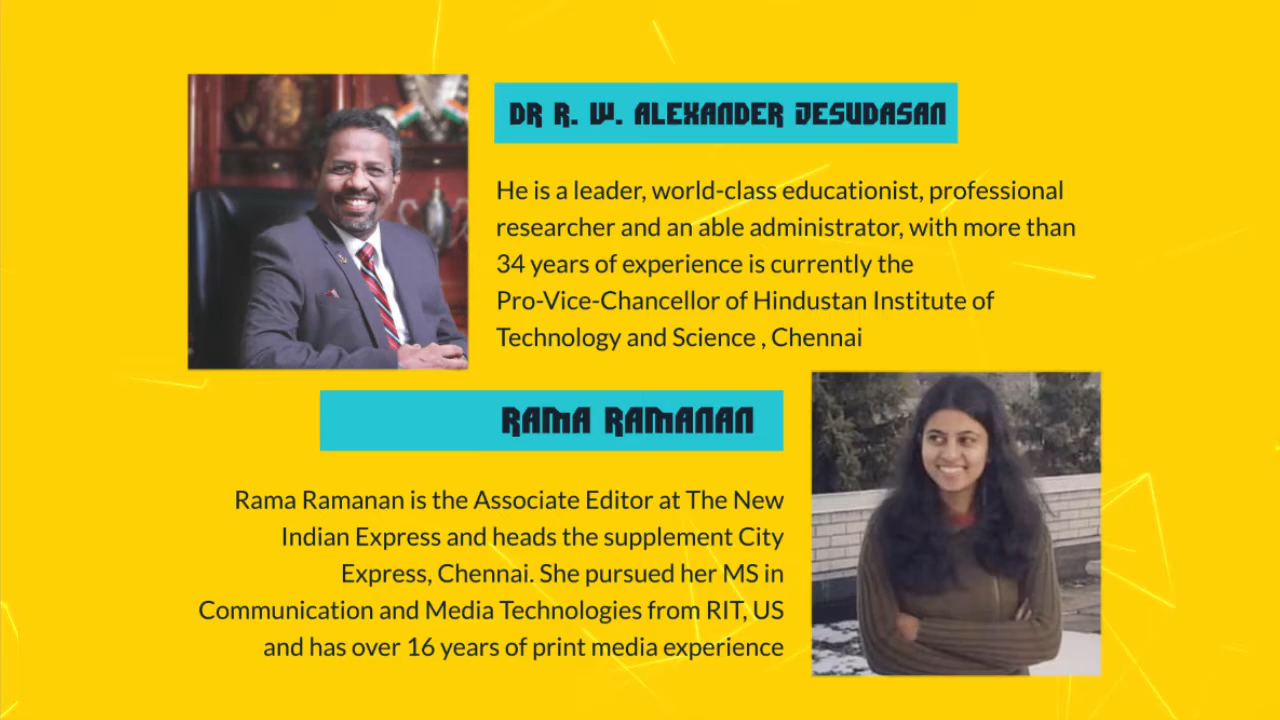 DR R. W. ALEXANDER JESUDASAN
He is a leader, world-class educationist, professional
researcher and an able administrator, with more than
34 years of experience is currently the
Pro-Vice-Chancellor of Hindustan Institute of
Technology and Science , Chennai
RAMA RAMANAN
Rama Ramanan is the Associate Editor at The New
Indian Express and heads the supplement City
Express, Chennai. She pursued her MS in
Communication and Media Technologies from RIT, US
and has over 16 years of print media experience